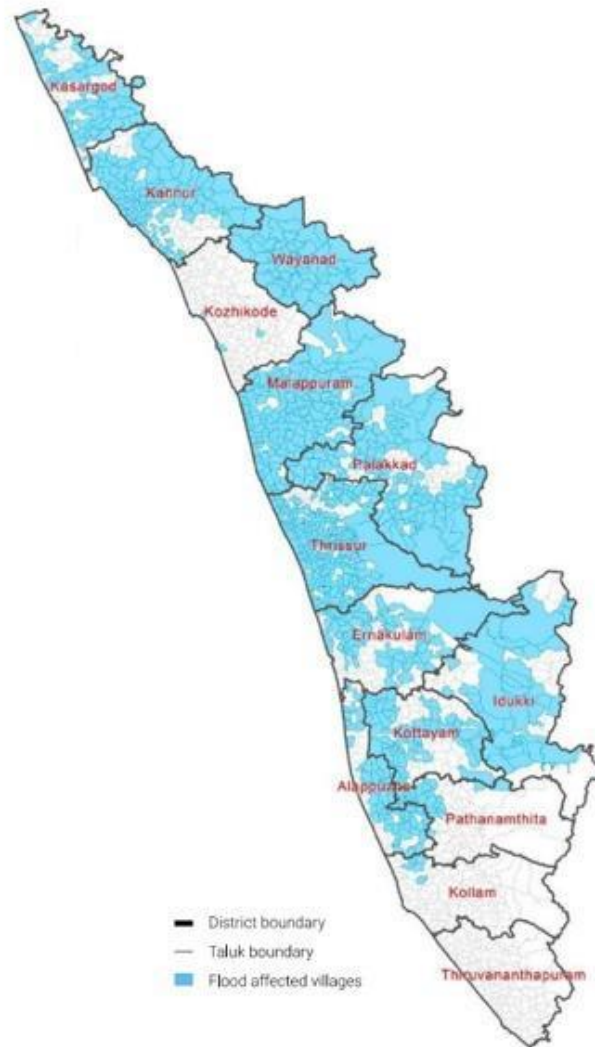 Kasargod
Kannur
Wayanad
Kozhikode
Malappuram
Palakkad
Thrissur
Ernakulam
Idukki
Kottayam
Alappuzha
Pathanamthita
Kollam
Thiruvananthapuram
District boundary
Taluk boundary
Flood affected villages